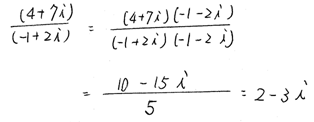 (4+7i)/(-1+2i) = (4+7i)(-1-2i)/(-1+2i)(-1-2i)
= 10-15i/5 = 2-3i